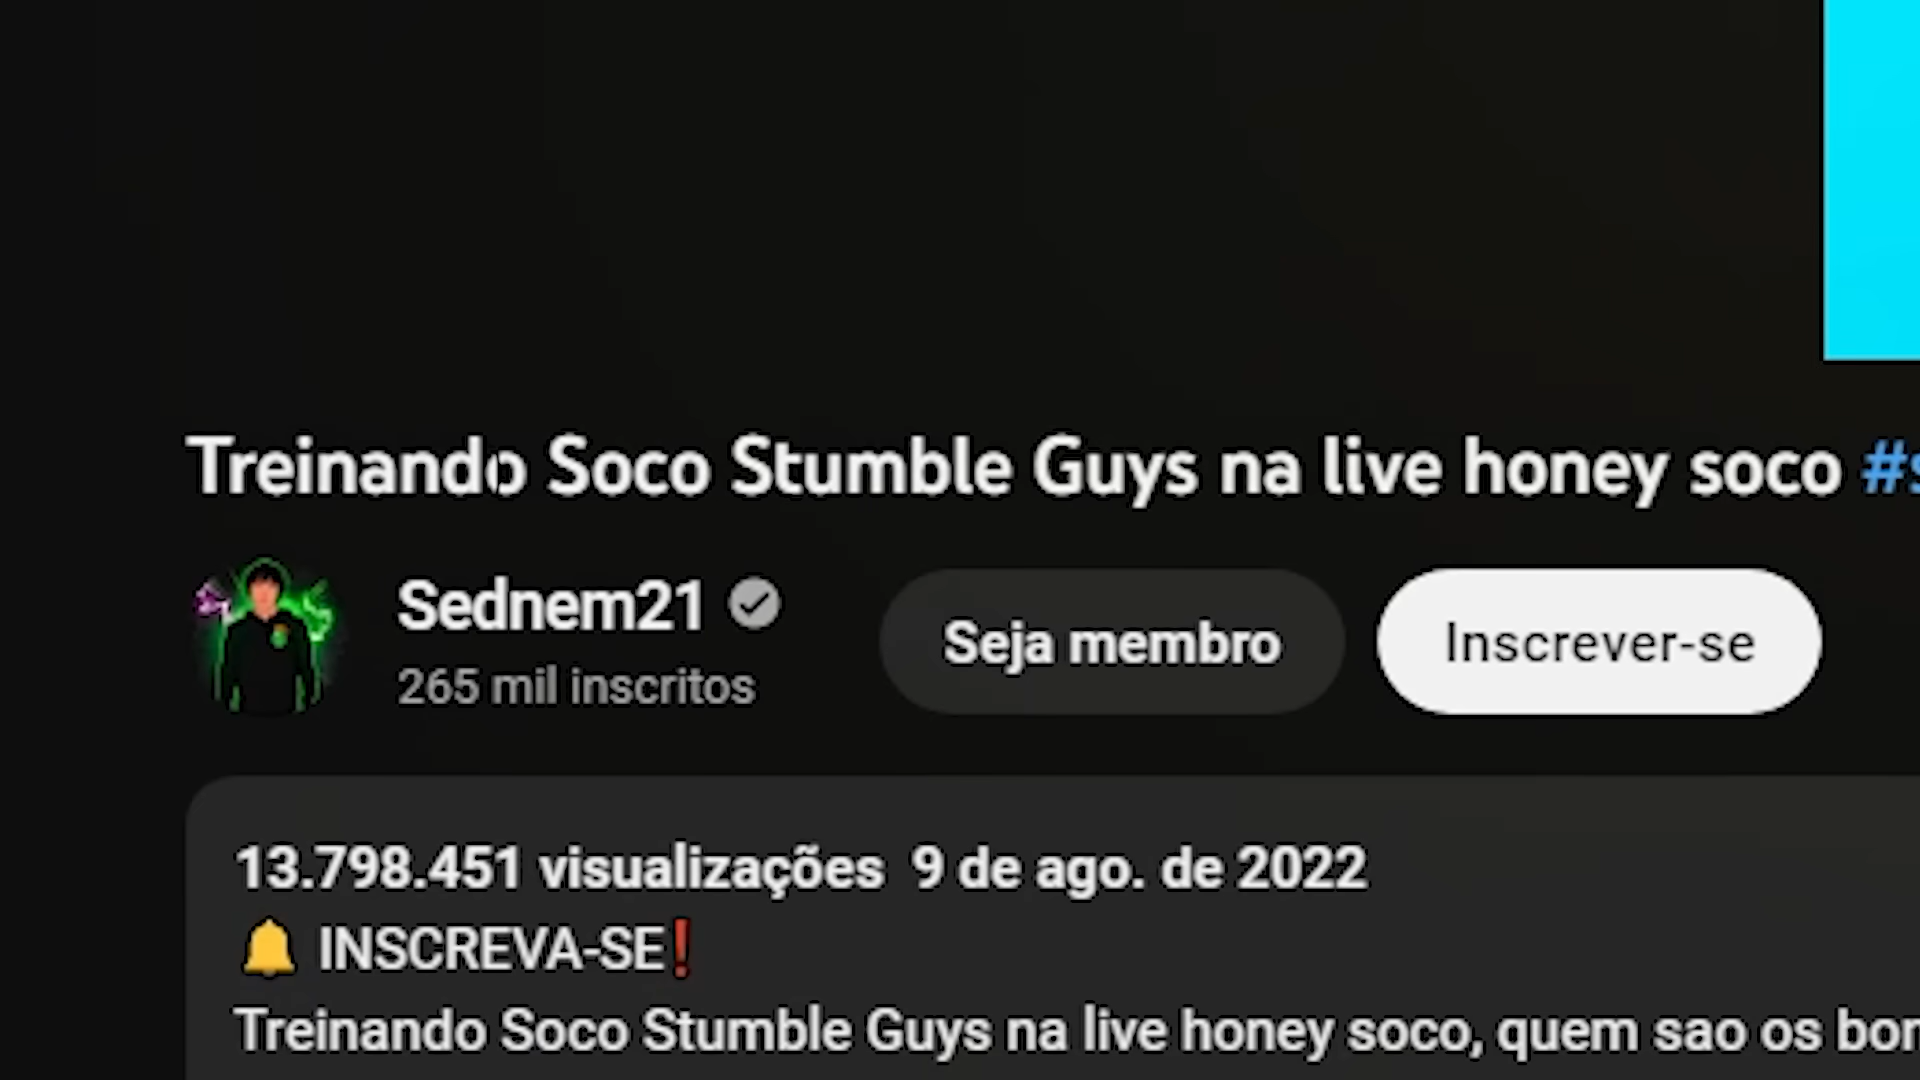 Treinando Soco Stumble Guys na live honey soco
Sednem21
265 mil inscritos
Seja membro
Inscrever-se
13.798.451 visualizações 9 de ago. de 2022
🔔 INSCREVA-SE❗
Treinando Soco Stumble Guys na live honey soco, quem sao os